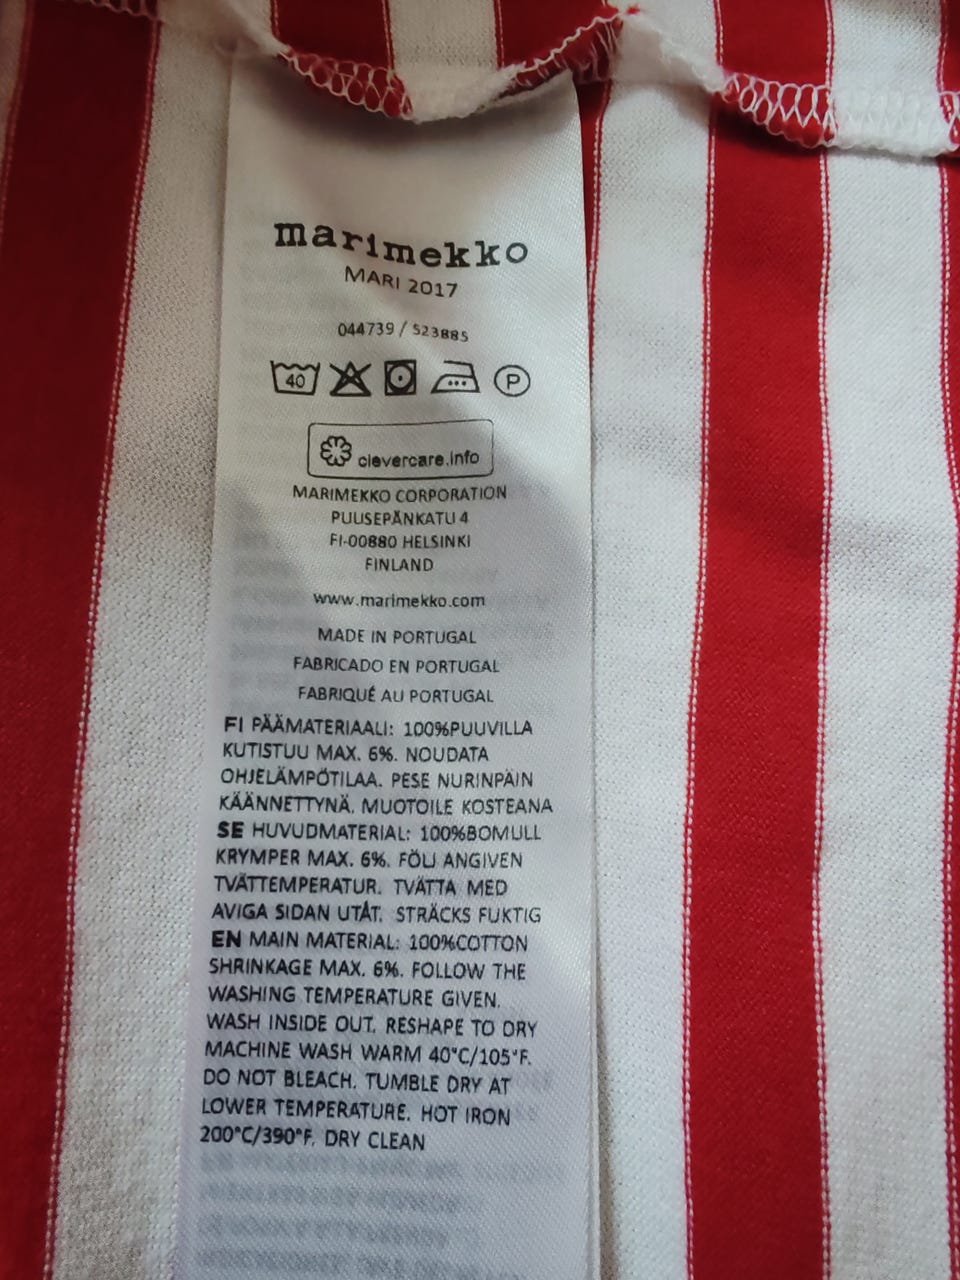 marimekko
MARI 2017
044739 / 523885
40
P
clevercare.info
MARIMEKKO CORPORATION
PUUSEPÄNKATU 4
FI-00880 HELSINKI
FINLAND
www.marimekko.com
MADE IN PORTUGAL
FABRICADO EN PORTUGAL
FABRIQUÉ AU PORTUGAL
FI PÄÄMATERIAALI: 100%PUUVILLA
KUTISTUU MAX. 6%. NOUDATA
OHJELÄMPÖTILAA. PESE NURINPÄIN
KÄÄNNETTYNÄ. MUOTOILE KOSTEANA
SE HUVUDMATERIAL: 100%BOMULL
KRYMPER MAX. 6%. FÖLJ ANGIVEN
TVÄTTEMPERATUR. TVÄTTA MED
AVIGA SIDAN UTÅT. STRÄCKS FUKTIG
EN MAIN MATERIAL: 100%COTTON
SHRINKAGE MAX. 6%. FOLLOW THE
WASHING TEMPERATURE GIVEN.
WASH INSIDE OUT. RESHAPE TO DRY
MACHINE WASH WARM 40°C/105°F.
DO NOT BLEACH. TUMBLE DRY AT
LOWER TEMPERATURE. HOT IRON
200°C/390°F. DRY CLEAN